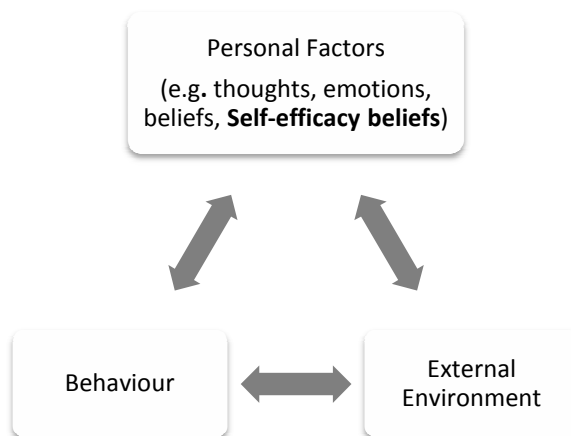 Personal Factors
(e.g. thoughts, emotions,
beliefs, Self-efficacy beliefs)
Behaviour
External
Environment